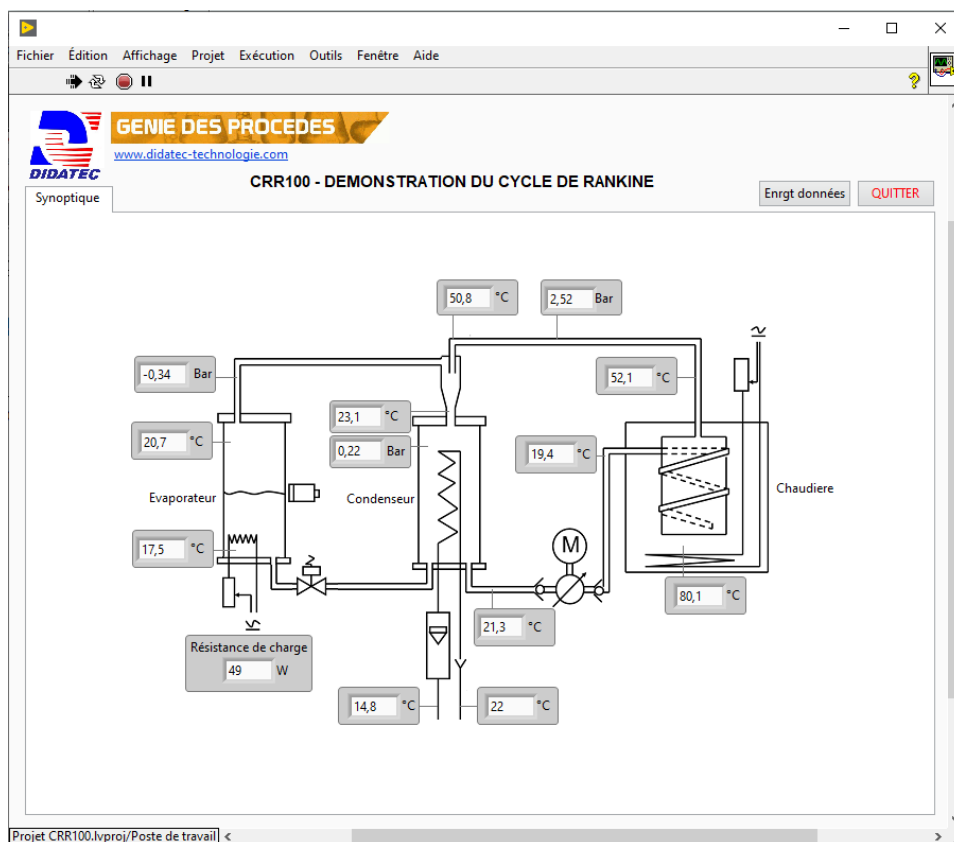 Fichier Édition Affichage Projet Exécution Outils Fenêtre Aide
GENIE DES PROCEDES
www.didatec-technologie.com
DIDATEC
CRR100 - DEMONSTRATION DU CYCLE DE RANKINE
Enrgt données
QUITTER
Synoptique
50,8 °C
2,52 Bar
-0,34 Bar
52,1 °C
23,1 °C
20,7 °C
0,22 Bar
19,4 °C
Evaporateur
Condenseur
Chaudiere
17,5 °C
M
80,1 °C
21,3 °C
Résistance de charge
49 W
14,8 °C
22 °C
Projet CRR100.lvproj/Poste de travail